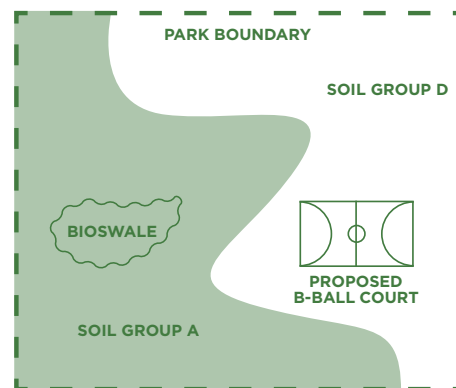 PARK BOUNDARY
SOIL GROUP D
BIOSWALE
PROPOSED
B-BALL COURT
SOIL GROUP A